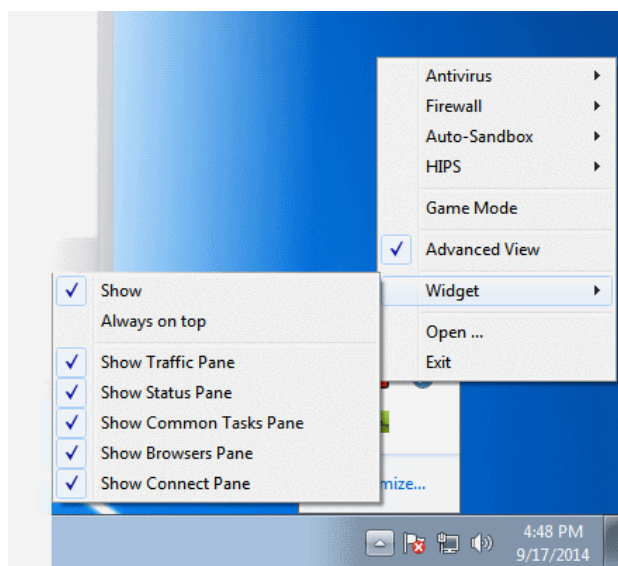 Antivirus
Firewall
Auto-Sandbox
HIPS
Game Mode
Advanced View
Widget
Open ...
Exit
Show
Always on top
Show Traffic Pane
Show Status Pane
Show Common Tasks Pane
Show Browsers Pane
Show Connect Pane
mize...
4:48 PM
9/17/2014